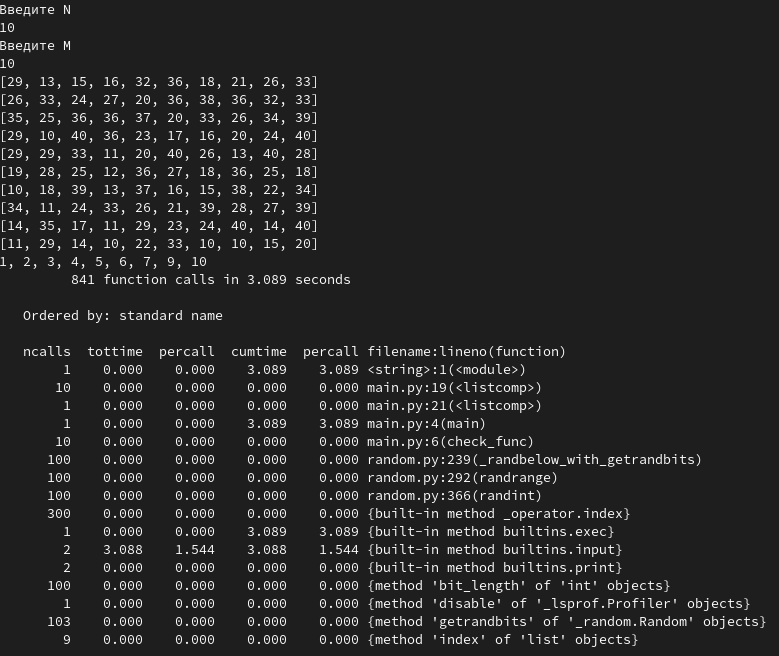 Введите N
10
Введите M
10
[29, 13, 15, 16, 32, 36, 18, 21, 26, 33]
[26, 33, 24, 27, 20, 36, 38, 36, 32, 33]
[35, 25, 36, 36, 37, 20, 33, 26, 34, 39]
[29, 10, 40, 36, 23, 17, 16, 20, 24, 40]
[29, 29, 33, 11, 20, 40, 26, 13, 40, 28]
[19, 28, 25, 12, 36, 27, 18, 36, 25, 18]
[10, 18, 39, 13, 37, 16, 15, 38, 22, 34]
[34, 11, 24, 33, 26, 21, 39, 28, 27, 39]
[14, 35, 17, 11, 29, 23, 24, 40, 14, 40]
[11, 29, 14, 10, 22, 33, 10, 10, 15, 20]
1, 2, 3, 4, 5, 6, 7, 9, 10
841 function calls in 3.089 seconds
Ordered by: standard name
ncalls tottime percall cumtime percall filename:lineno(function)
1 0.000 0.000 3.089 3.089 <string>:1(<module>)
10 0.000 0.000 0.000 0.000 main.py:19(<listcomp>)
1 0.000 0.000 0.000 0.000 main.py:21(<listcomp>)
1 0.000 0.000 3.089 3.089 main.py:4(main)
10 0.000 0.000 0.000 0.000 main.py:6(check_func)
100 0.000 0.000 0.000 0.000 random.py:239(_randbelow_with_getrandbits)
100 0.000 0.000 0.000 0.000 random.py:292(randrange)
100 0.000 0.000 0.000 0.000 random.py:366(randint)
300 0.000 0.000 0.000 0.000 {built-in method _operator.index}
1 0.000 0.000 3.089 3.089 {built-in method builtins.exec}
2 3.088 1.544 3.088 1.544 {built-in method builtins.input}
2 0.000 0.000 0.000 0.000 {built-in method builtins.print}
100 0.000 0.000 0.000 0.000 {method 'bit_length' of 'int' objects}
1 0.000 0.000 0.000 0.000 {method 'disable' of '_lsprof.Profiler' objects}
103 0.000 0.000 0.000 0.000 {method 'getrandbits' of '_random.Random' objects}
9 0.000 0.000 0.000 0.000 {method 'index' of 'list' objects}